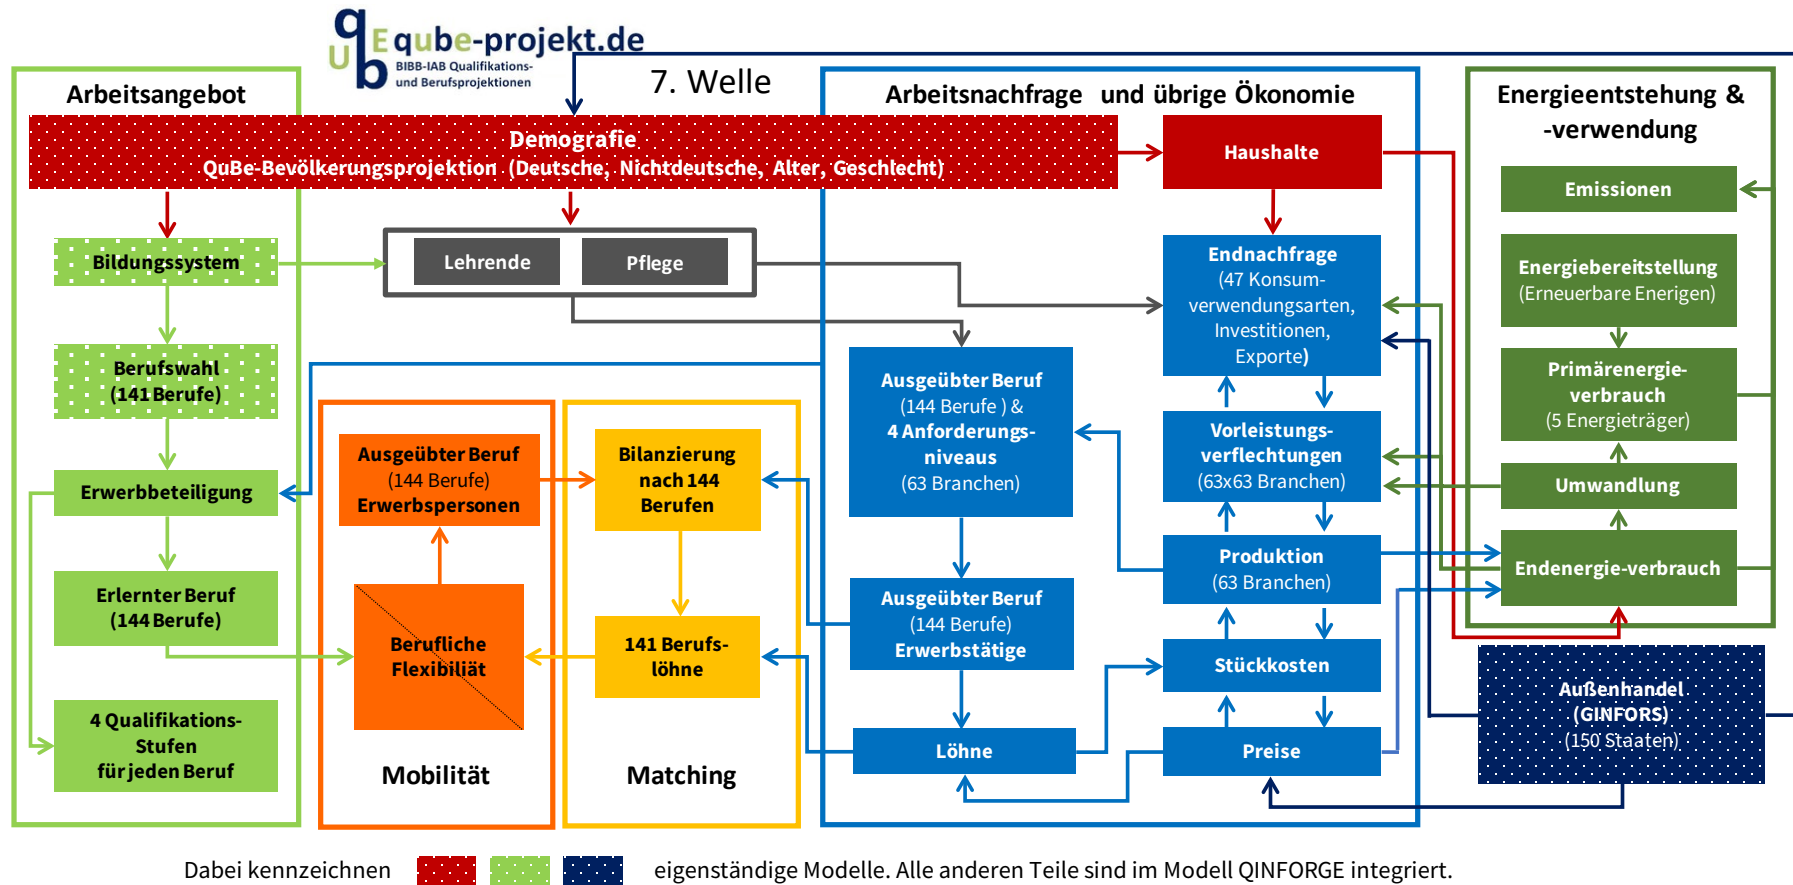 qube-projekt.de
BIBB-IAB Qualifikations-
und Berufsprojektionen
7. Welle
Arbeitsangebot
Arbeitsnachfrage und übrige Ökonomie
Energieentstehung &
-verwendung
Demografie
QuBe-Bevölkerungsprojektion (Deutsche, Nichtdeutsche, Alter, Geschlecht)
Haushalte
Bildungssystem
Berufswahl
(141 Berufe)
Erwerbbeteiligung
Erlernter Beruf
(144 Berufe)
4 Qualifikations-
Stufen
für jeden Beruf
Lehrende
Pflege
Ausgeübter Beruf
(144 Berufe)
Erwerbspersonen
Berufliche
Flexibiliät
Mobilität
Bilanzierung
nach 144
Berufen
141 Berufs-
löhne
Matching
Ausgeübter Beruf
(144 Berufe ) &
4 Anforderungs-
niveaus
(63 Branchen)
Ausgeübter Beruf
(144 Berufe)
Erwerbstätige
Löhne
Endnachfrage
(47 Konsum-
verwendungsarten,
Investitionen,
Exporte)
Vorleistungs-
verflechtungen
(63x63 Branchen)
Produktion
(63 Branchen)
Stückkosten
Preise
Emissionen
Energiebereitstellung
(Erneuerbare Enerigen)
Primärenergie-
verbrauch
(5 Energieträger)
Umwandlung
Endenergie-verbrauch
Außenhandel
(GINFORS)
(150 Staaten)
Dabei kennzeichnen eigenständige Modelle. Alle anderen Teile sind im Modell QINFORGE integriert.